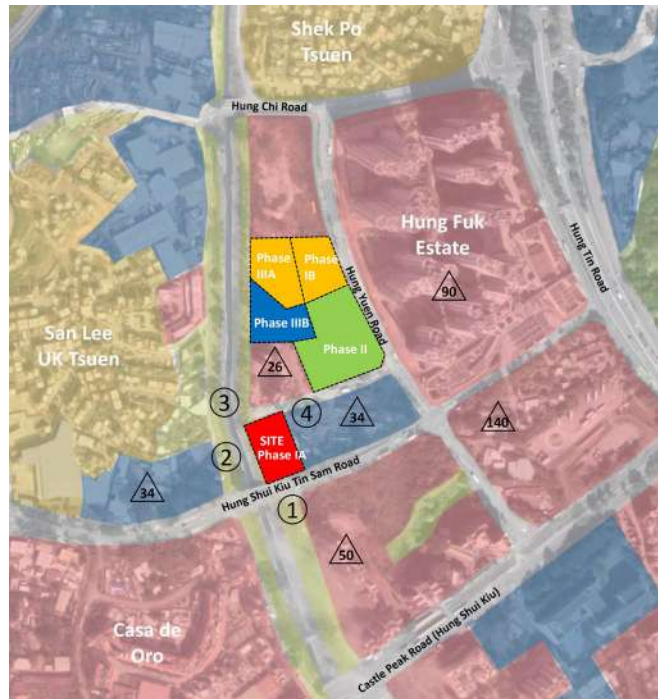 Shek Po
Tsuen
Hung Chi Road
Hung Fuk
Estate
90
Hung Tin Road
Phase
IIIA
Phase
IB
Hung Yuen Road
Phase IIIB
Phase II
San Lee
UK Tsuen
26
3
4
34
140
SITE
Phase IA
2
34
Hung Shui Kiu Tin Sam Road
1
50
Castle Peak Road (Hung Shui Kiu)
Casa de
Oro